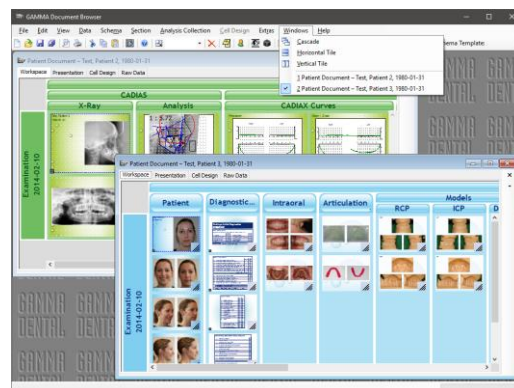 GAMMA Document Browser
File Edit View Data Scheme Section Analysis Collection Cell Design Extras Windows Help
Cascade
Horizontal Tile
Vertical Tile
1 Patient Document – Test, Patient 2, 1980-01-31
2 Patient Document – Test, Patient 3, 1980-01-31
Template
Patient Document – Test, Patient 2, 1980-01-31
Workspace Presentation Cell Design Raw Data
CADIAS
X-Ray Analysis CADIAX Curves
Examination
2014-02-10
Patient Document – Test, Patient 3, 1980-01-31
Workspace Presentation Cell Design Raw Data
Patient Diagnostic... Intraoral Articulation Models
RCP ICP D
Examination
2014-02-10
GAMMA
DENTAL